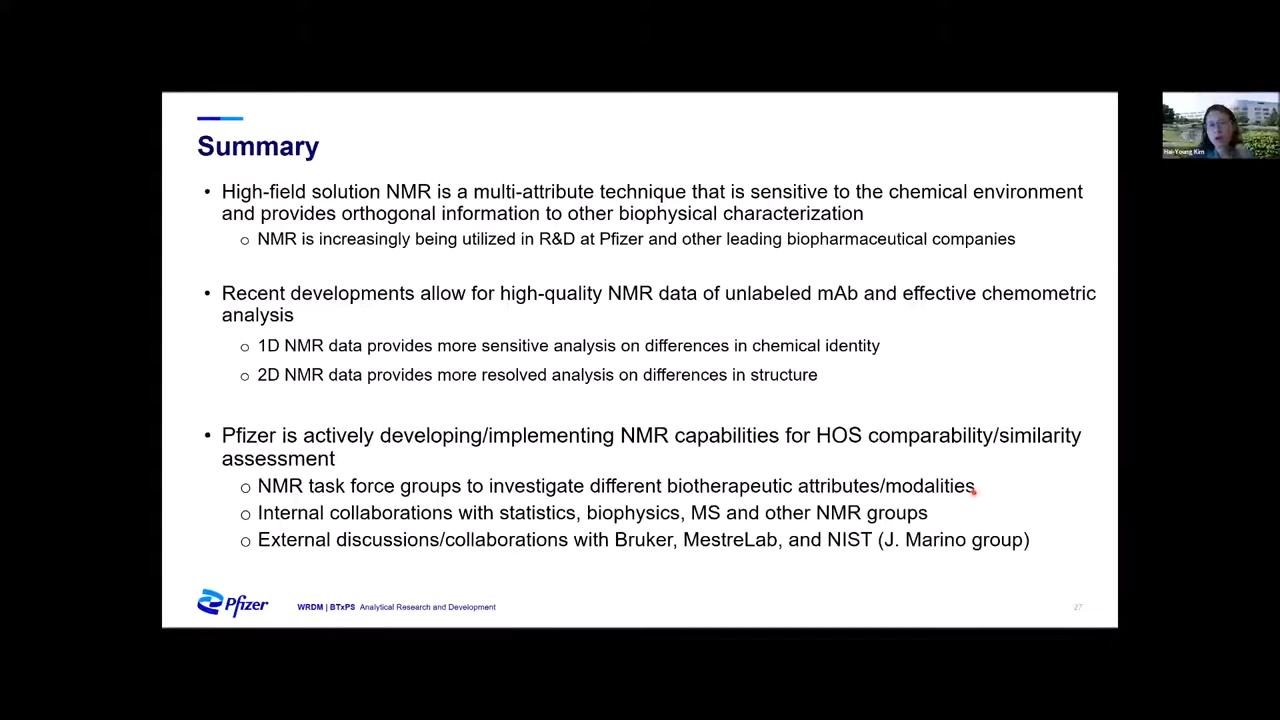 Summary
• High-field solution NMR is a multi-attribute technique that is sensitive to the chemical environment
and provides orthogonal information to other biophysical characterization
o NMR is increasingly being utilized in R&D at Pfizer and other leading biopharmaceutical companies
• Recent developments allow for high-quality NMR data of unlabeled mAb and effective chemometric
analysis
o 1D NMR data provides more sensitive analysis on differences in chemical identity
o 2D NMR data provides more resolved analysis on differences in structure
• Pfizer is actively developing/implementing NMR capabilities for HOS comparability/similarity
assessment
o NMR task force groups to investigate different biotherapeutic attributes/modalities
o Internal collaborations with statistics, biophysics, MS and other NMR groups
o External discussions/collaborations with Bruker, MestreLab, and NIST (J. Marino group)
Pfizer WRDM | BTxPS Analytical Research and Development 27
Hai-Young Kim